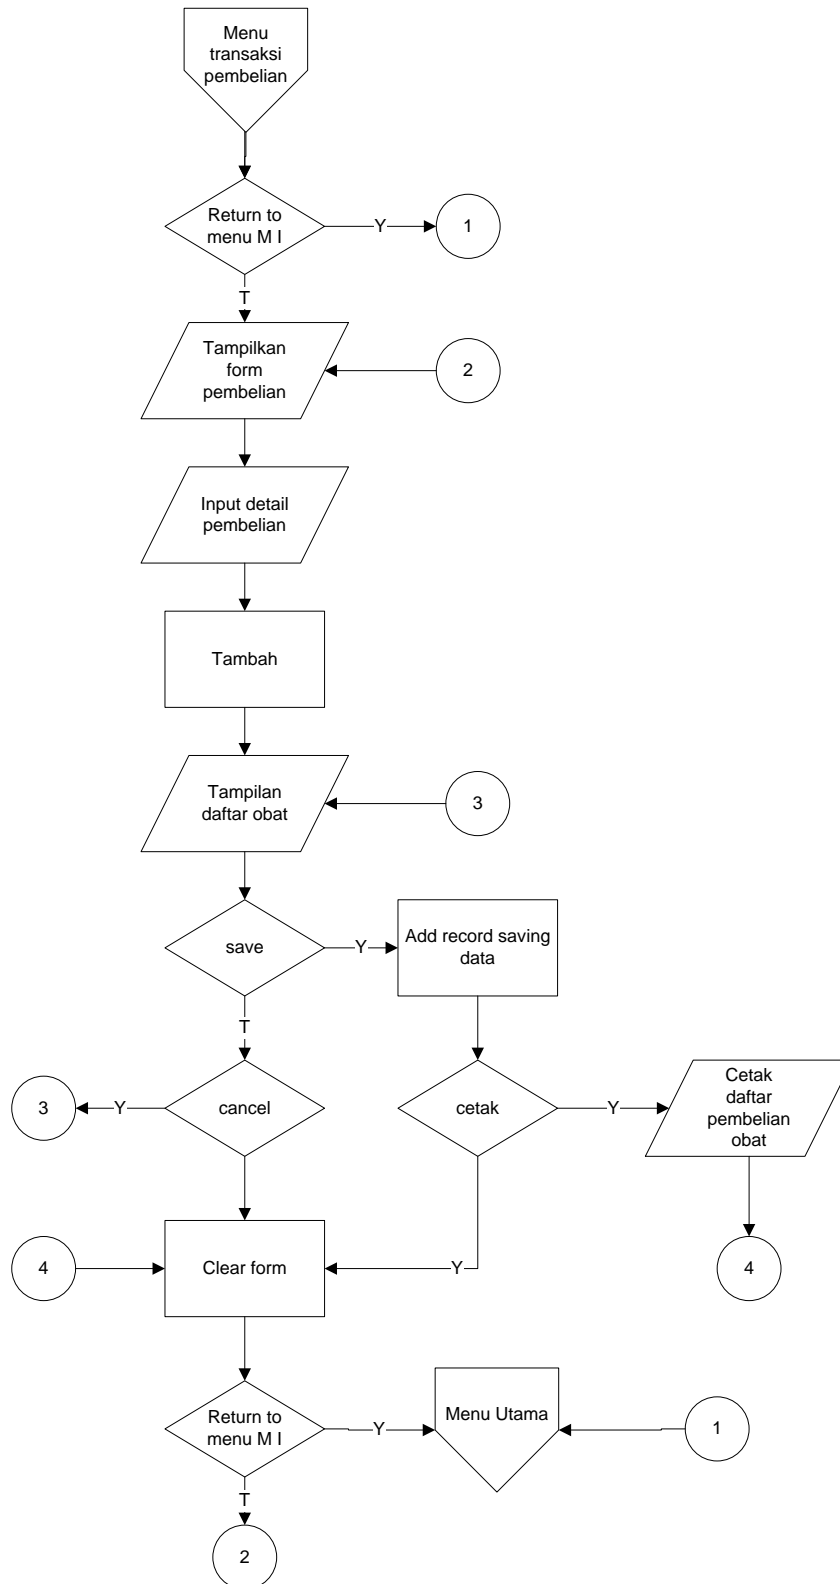 Menu
transaksi
pembelian
Return to
menu M I
Y
1
T
Tampilkan
form
pembelian
2
Input detail
pembelian
Tambah
Tampilan
daftar obat
3
save
Y
Add record saving
data
T
3
Y
cancel
cetak
Y
Cetak
daftar
pembelian
obat
4
Clear form
Y
4
Return to
menu M I
Y
Menu Utama
1
T
2